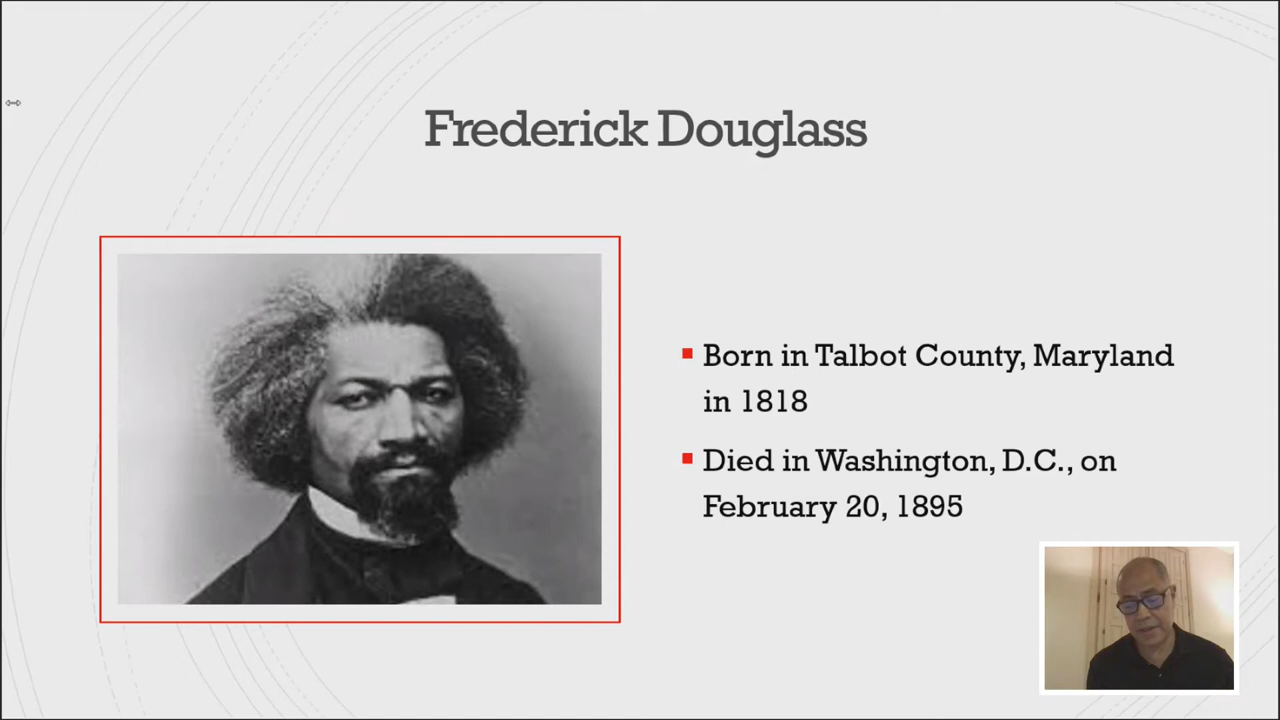 Frederick Douglass
Born in Talbot County, Maryland
in 1818
Died in Washington, D.C., on
February 20, 1895